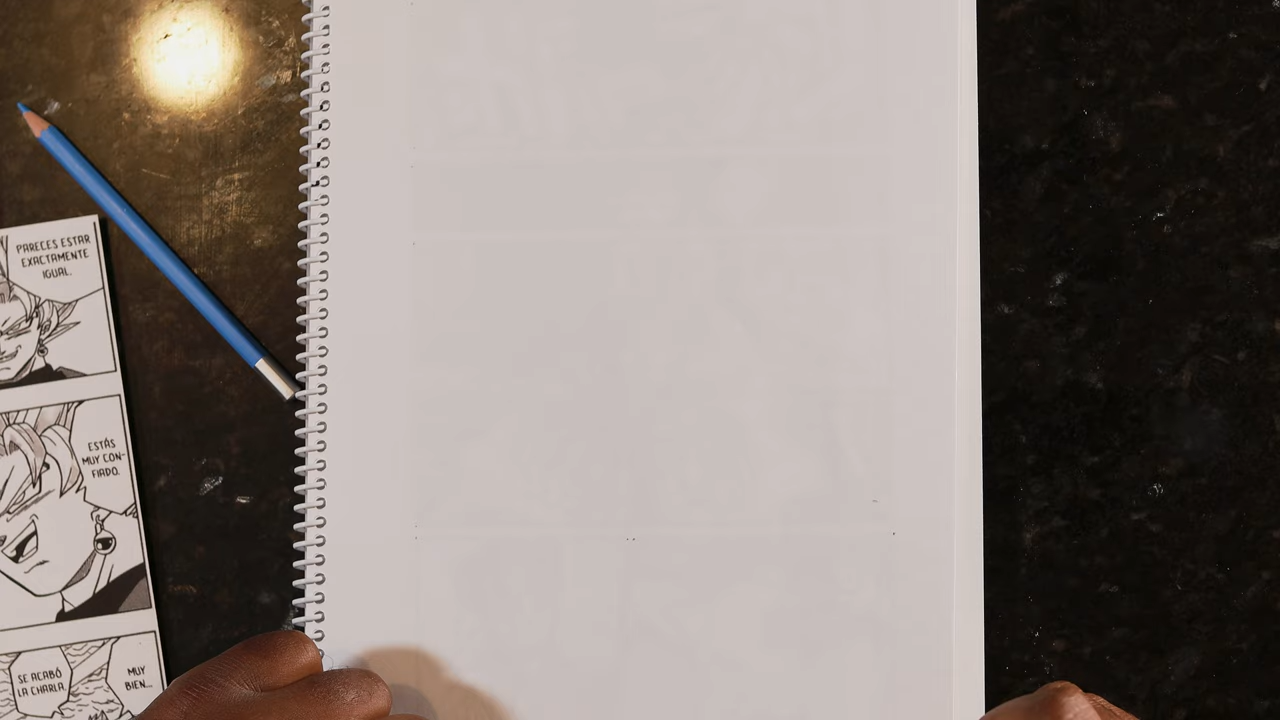 PARECES ESTAR
EXACTAMENTE
IGUAL.
ESTÁS
MUY CON-
FIADO.
SE ACABÓ
LA CHARLA.
MUY
BIEN...